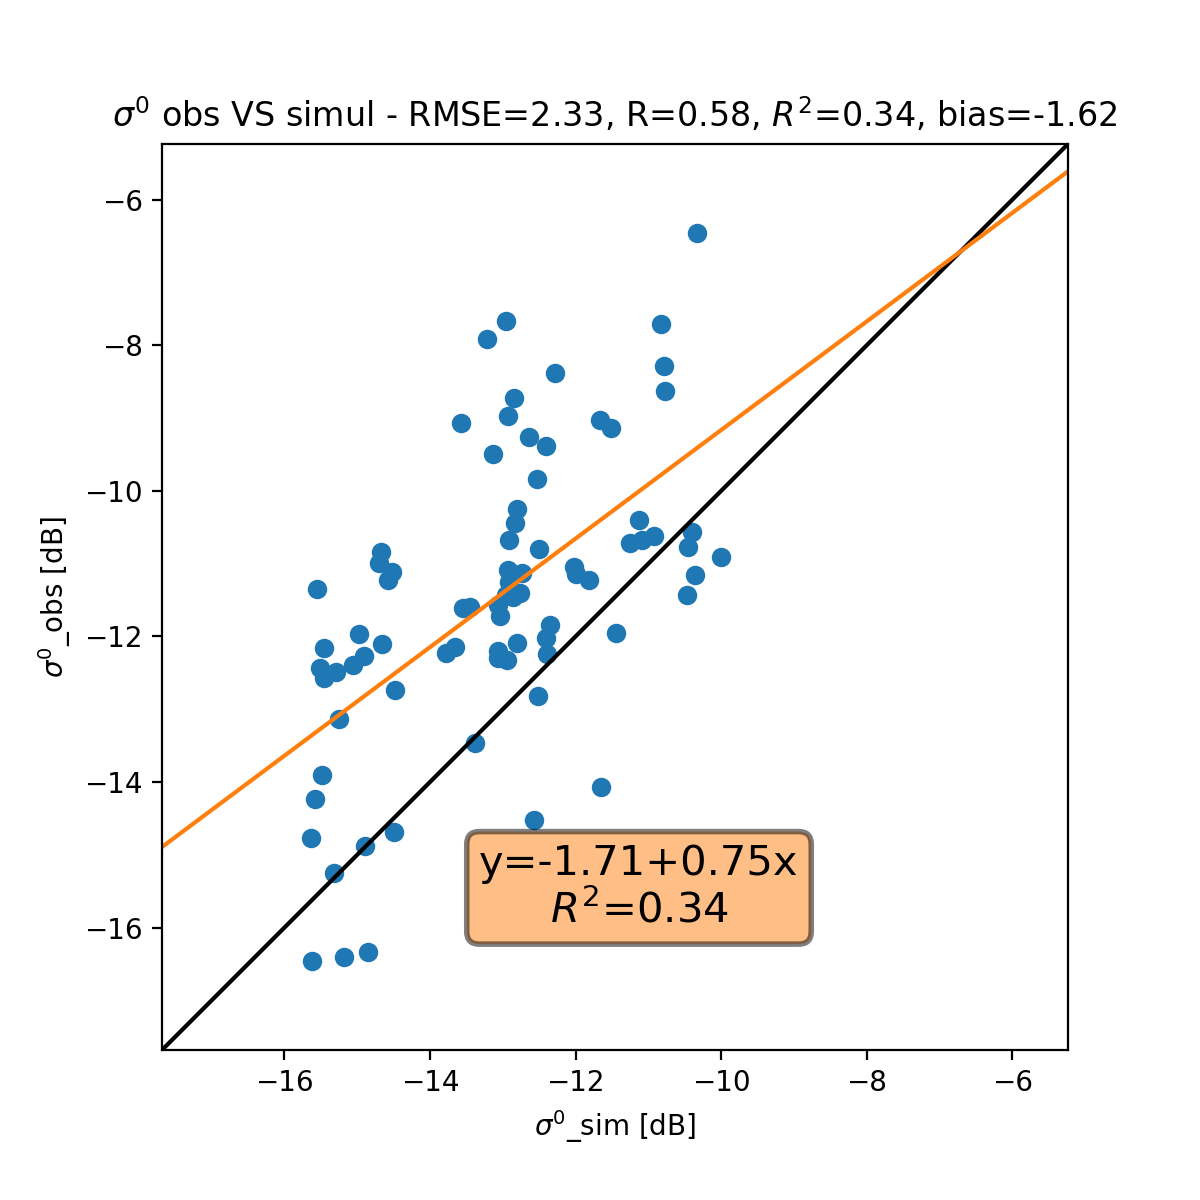 σ⁰ obs VS simul - RMSE=2.33, R=0.58, R²=0.34, bias=-1.62
−6
−8
−10
−12
−14
−16
σ⁰_obs [dB]
y=-1.71+0.75x
R²=0.34
−16 −14 −12 −10 −8 −6
σ⁰_sim [dB]